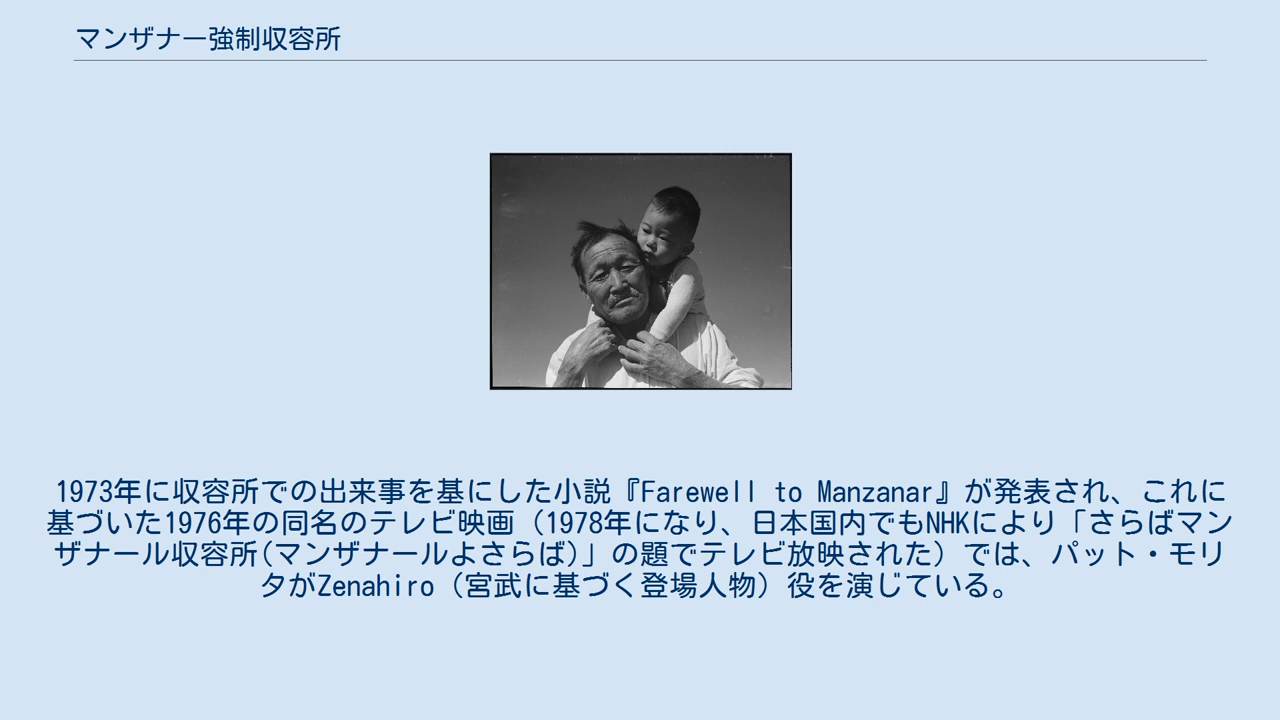 マンザナー強制収容所
1973年に収容所での出来事を基にした小説『Farewell to Manzanar』が発表され、これに
基づいた1976年の同名のテレビ映画（1978年になり、日本国内でもNHKにより「さらばマン
ザナール収容所(マンザナールよさらば)」の題でテレビ放映された）では、パット・モリ
タがZenahiro（宮武に基づく登場人物）役を演じている。